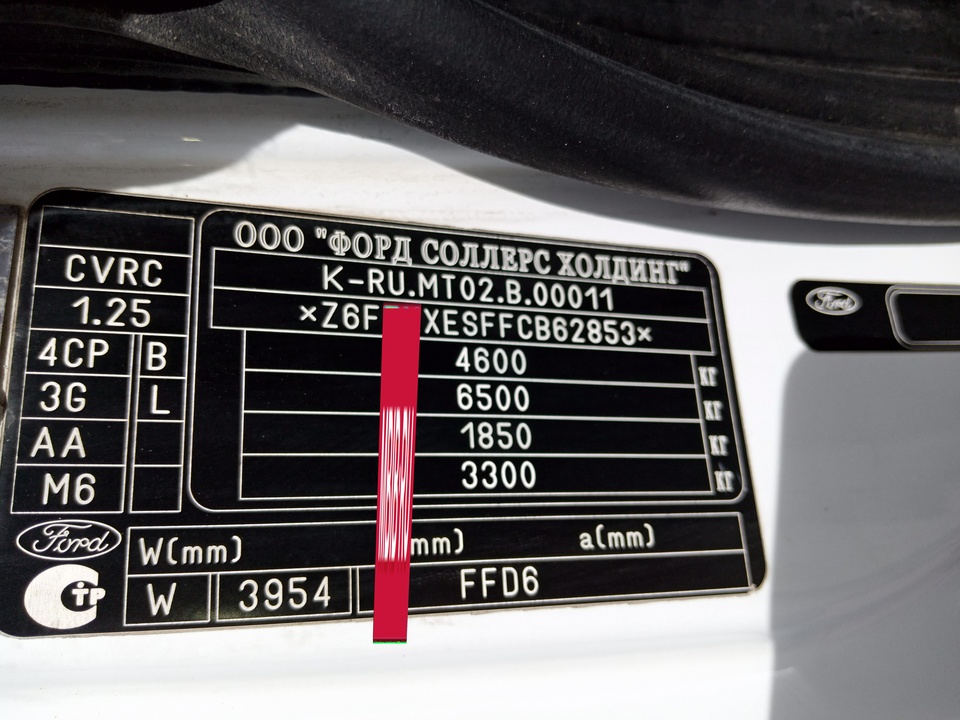 ООО "ФОРД СОЛЛЕРС ХОЛДИНГ"
K-RU.MT02.B.00011
4600 КГ
6500 КГ
1850 КГ
3300 КГ
CVRC
1.25
4CP B
3G L
AA
M6
Ford
W(mm) a(mm)
W 3954 FFD6
Ford